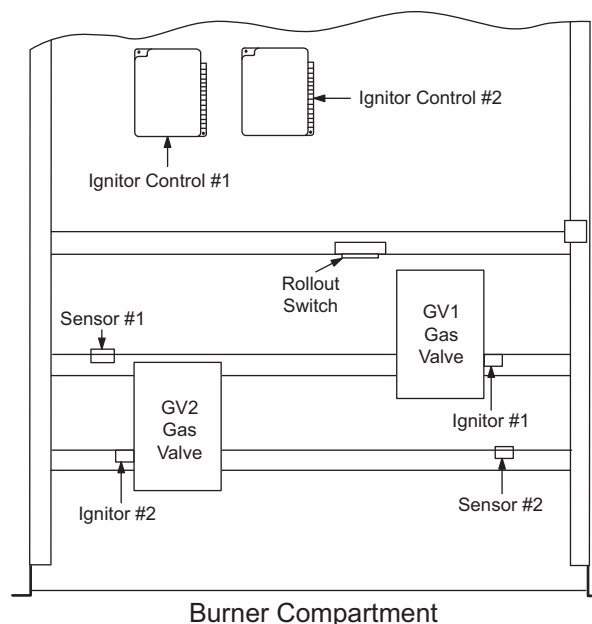 Ignitor Control #2
Ignitor Control #1
Rollout
Switch
Sensor #1
GV1
Gas
Valve
Ignitor #1
GV2
Gas
Valve
Sensor #2
Ignitor #2
Burner Compartment